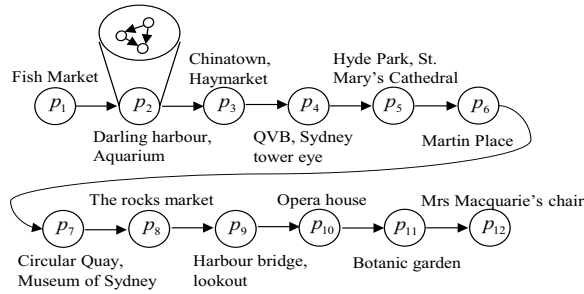 Chinatown,
Haymarket
Hyde Park, St.
Mary's Cathedral
Fish Market
p1 p2 p3 p4 p5 p6
Darling harbour,
Aquarium
QVB, Sydney
tower eye
Martin Place
The rocks market
Opera house
Mrs Macquarie's chair
p7 p8 p9 p10 p11 p12
Circular Quay,
Museum of Sydney
Harbour bridge,
lookout
Botanic garden